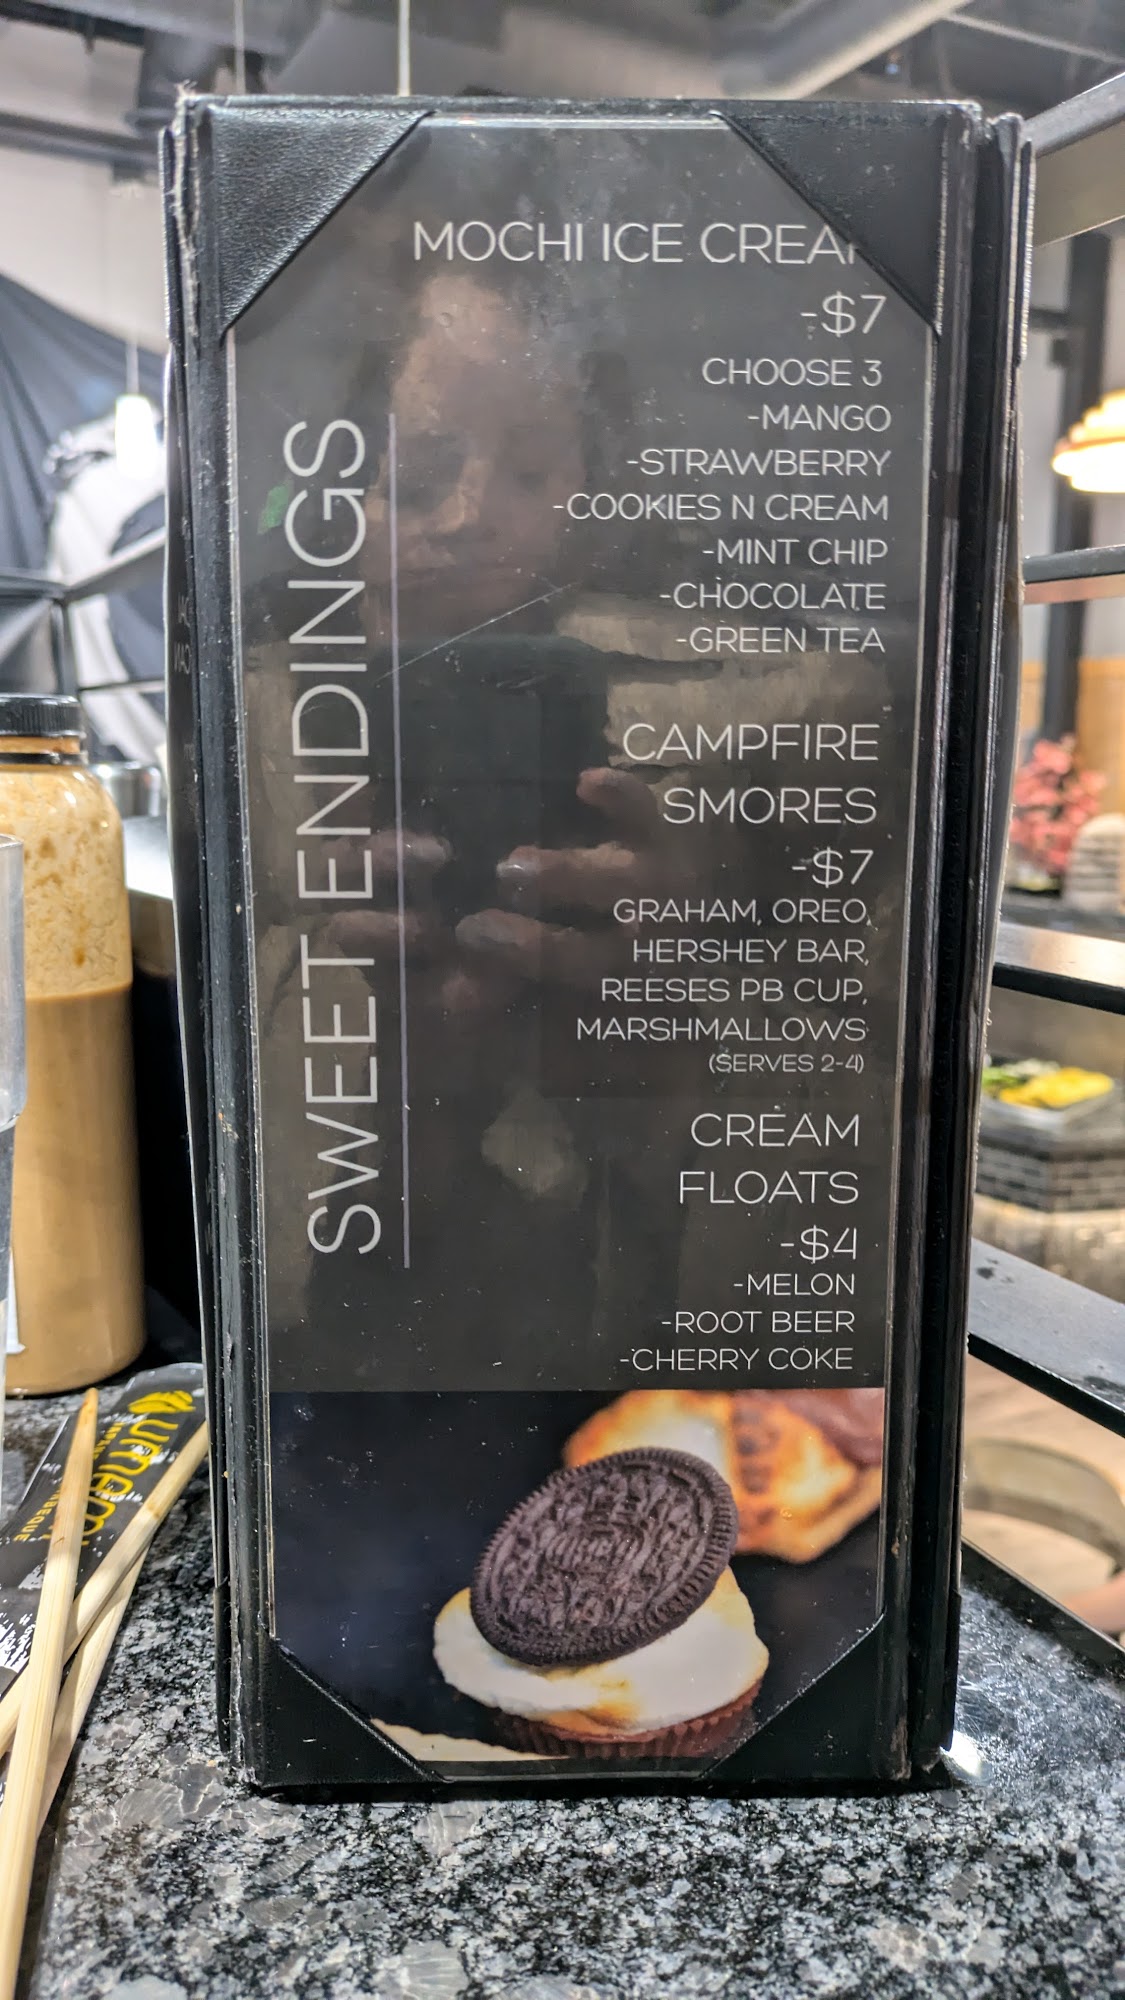 SWEET ENDINGS
MOCHI ICE CREA
-$7
CHOOSE 3
-MANGO
-STRAWBERRY
-COOKIES N CREAM
-MINT CHIP
-CHOCOLATE
-GREEN TEA
CAMPFIRE
SMORES
-$7
GRAHAM, OREO,
HERSHEY BAR,
REESES PB CUP,
MARSHMALLOWS
(SERVES 2-4)
CREAM
FLOATS
-$4
-MELON
-ROOT BEER
-CHERRY COKE
umami